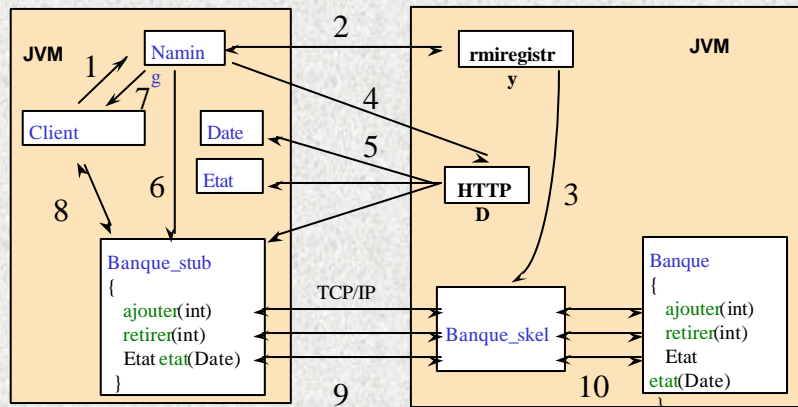 JVM
Namin
g
2
rmiregistr
y
JVM
1
7
4
Client
Date
5
Etat
HTTP
D
3
6
8
Banque_stub
{
ajouter(int)
retirer(int)
Etat etat(Date)
}
TCP/IP
Banque_skel
Banque
{
ajouter(int)
retirer(int)
Etat
etat(Date)
}
9
10